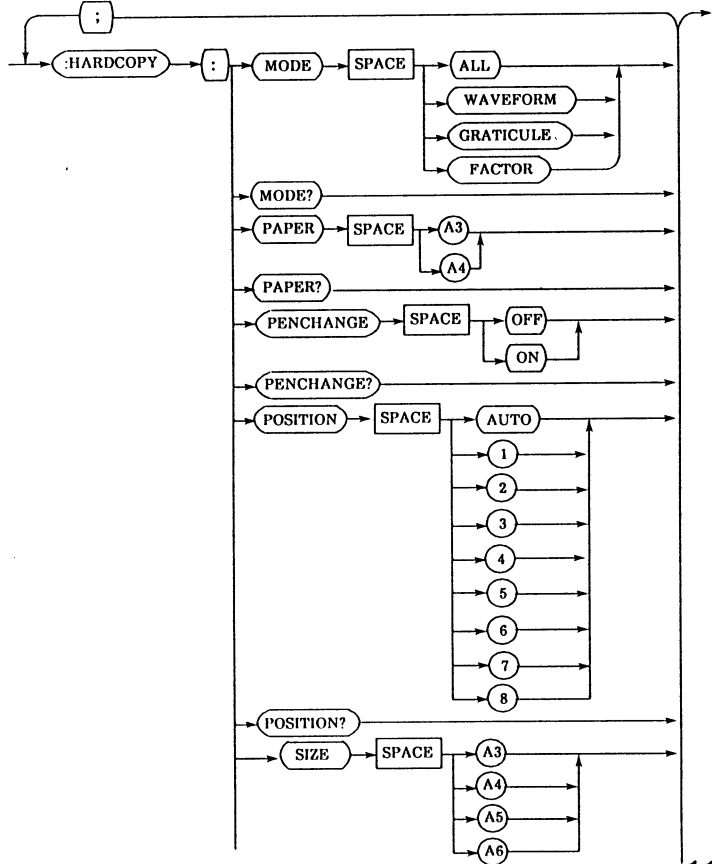 ;
:HARDCOPY : MODE SPACE ALL
WAVEFORM
GRATICULE
FACTOR
MODE?
PAPER SPACE A3
A4
PAPER?
PENCHANGE SPACE OFF
ON
PENCHANGE?
POSITION SPACE AUTO
1
2
3
4
5
6
7
8
POSITION?
SIZE SPACE A3
A4
A5
A6